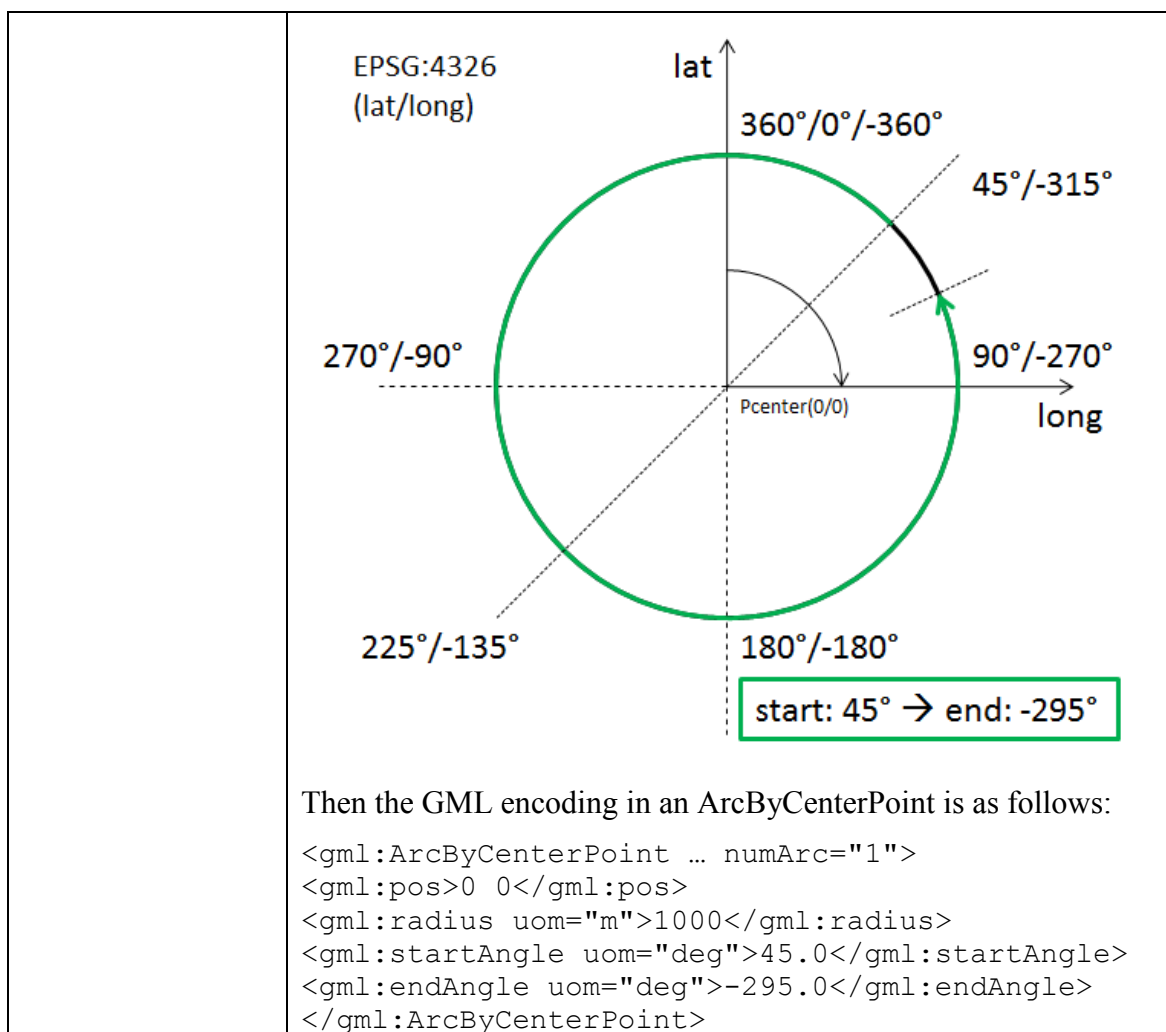 EPSG:4326
(lat/long)
lat
360°/0°/-360°
45°/-315°
270°/-90°
90°/-270°
Pcenter(0/0)
long
225°/-135°
180°/-180°
start: 45° → end: -295°
Then the GML encoding in an ArcByCenterPoint is as follows:
<gml:ArcByCenterPoint … numArc="1">
<gml:pos>0 0</gml:pos>
<gml:radius uom="m">1000</gml:radius>
<gml:startAngle uom="deg">45.0</gml:startAngle>
<gml:endAngle uom="deg">-295.0</gml:endAngle>
</gml:ArcByCenterPoint>